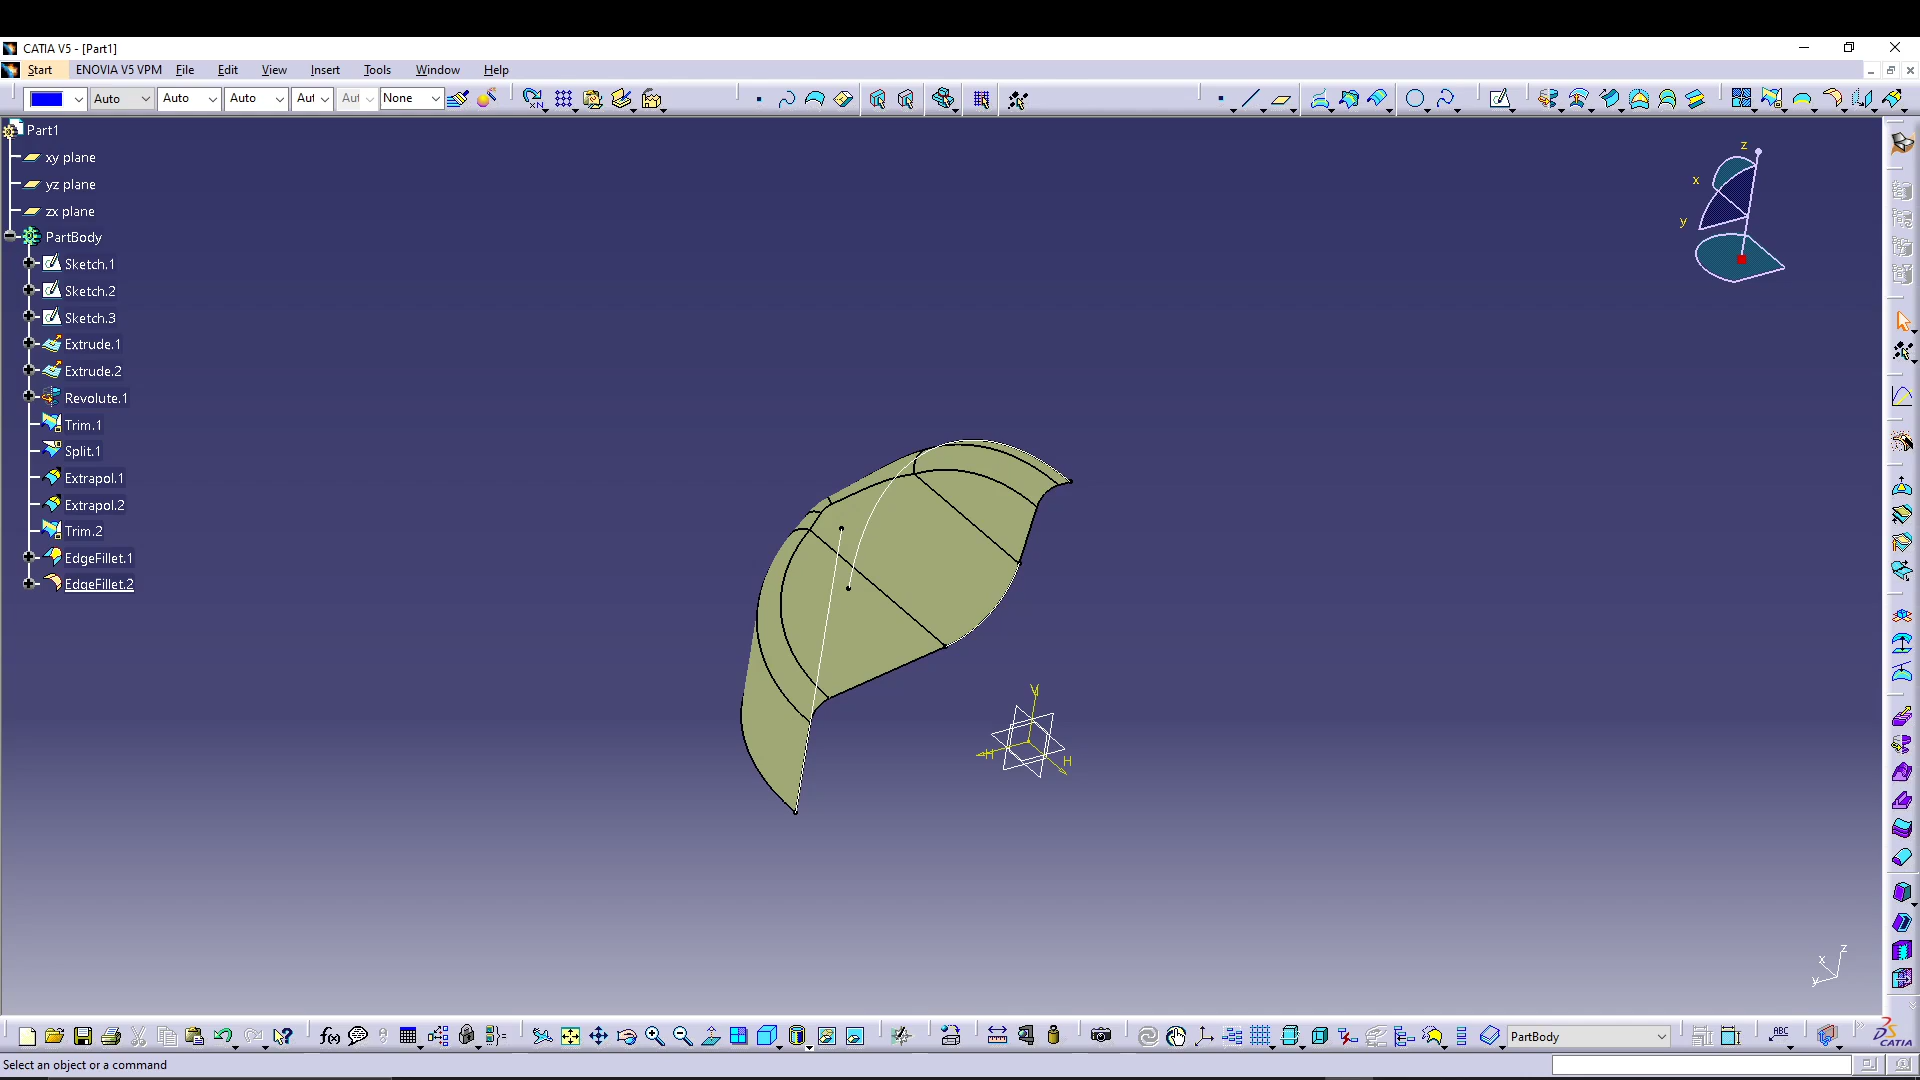 CATIA V5 - [Part1]
Start ENOVIA V5 VPM File Edit View Insert Tools Window Help
Auto Auto Auto Aut Aut None
Part1
xy plane
yz plane
zx plane
PartBody
Sketch.1
Sketch.2
Sketch.3
Extrude.1
Extrude.2
Revolute.1
Trim.1
Split.1
Extrapol.1
Extrapol.2
Trim.2
EdgeFillet.1
EdgeFillet.2
z
x
y
V
H
H
z
x
y
f(x)
ABC
PartBody
CATIA
Select an object or a command